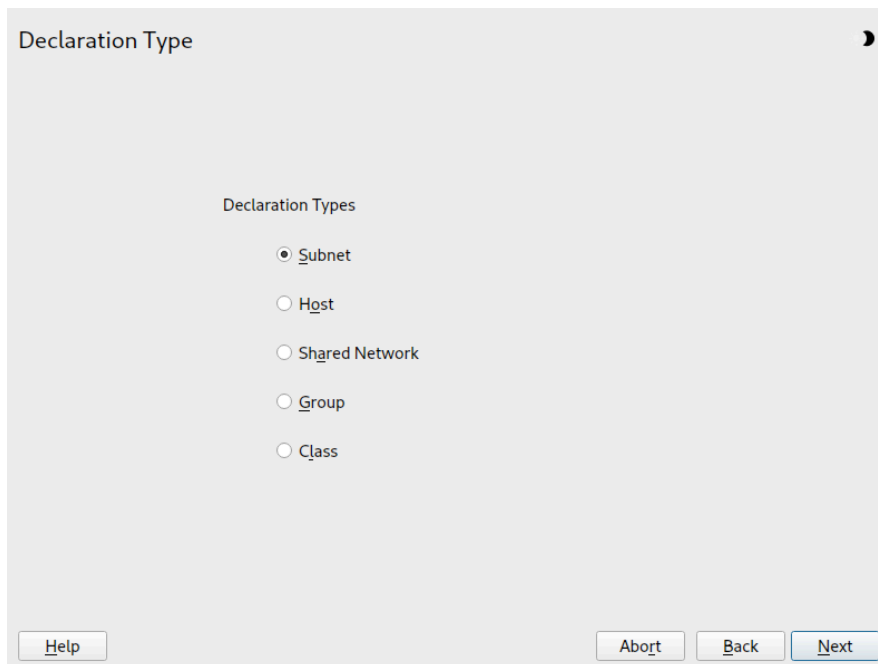 Declaration Type
Declaration Types
Subnet
Host
Shared Network
Group
Class
Help
Abort
Back
Next